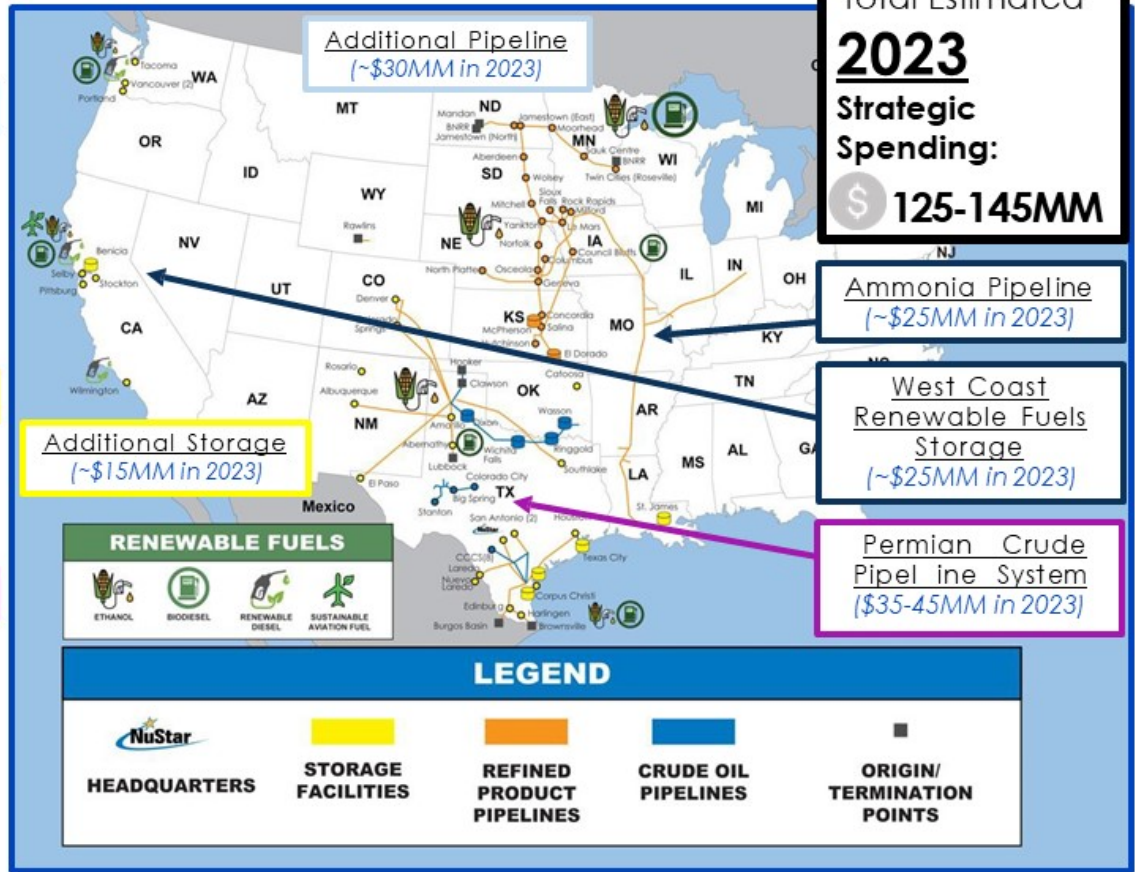 Total Estimated
2023
Strategic
Spending:
$ 125-145MM
Additional Pipeline
(~$30MM in 2023)
Ammonia Pipeline
(~$25MM in 2023)
West Coast
Renewable Fuels
Storage
(~$25MM in 2023)
Permian Crude
Pipel ine System
($35-45MM in 2023)
Additional Storage
(~$15MM in 2023)
Tacoma
WA
Vancouver (2)
Portland
MT
ND
Mandan
BNRR
Jamestown (North)
Jamestown (East)
Moorhead
MN
Sauk Centre
BNRR
WI
Twin Cities (Roseville)
OR
ID
Aberdeen
SD
Wolsey
WY
Mitchell
Sioux
Falls
Rock Rapids
Milford
MI
Rawlins
Yankton
Le Mars
NE
Norfolk
IA
Council Bluffs
Columbus
North Platte
Osceola
Geneva
NV
Benicia
Selby
Stockton
Pittsburg
UT
CO
Denver
Springs
IL
IN
OH
NJ
CA
KS
Concordia
McPherson
Salina
Hutchinson
El Dorado
MO
KY
Wilmington
Rosario
Hooker
Clawson
Catoosa
OK
TN
AZ
Albuquerque
NM
Amarillo
Dixon
Wasson
AR
Abernathy
Wichita
Falls
Ringgold
Lubbock
Southlake
MS
AL
LA
El Paso
Colorado City
Big Spring
TX
Stanton
St. James
Mexico
San Antonio (2)
NuStar
Texas City
CCCS(8)
Laredo
Nuevo
Laredo
Corpus Christi
Edinburg
Harlingen
Burgos Basin
Brownsville
RENEWABLE FUELS
ETHANOL
BIODIESEL
RENEWABLE
DIESEL
SUSTAINABLE
AVIATION FUEL
LEGEND
NuStar
HEADQUARTERS
STORAGE
FACILITIES
REFINED
PRODUCT
PIPELINES
CRUDE OIL
PIPELINES
ORIGIN/
TERMINATION
POINTS